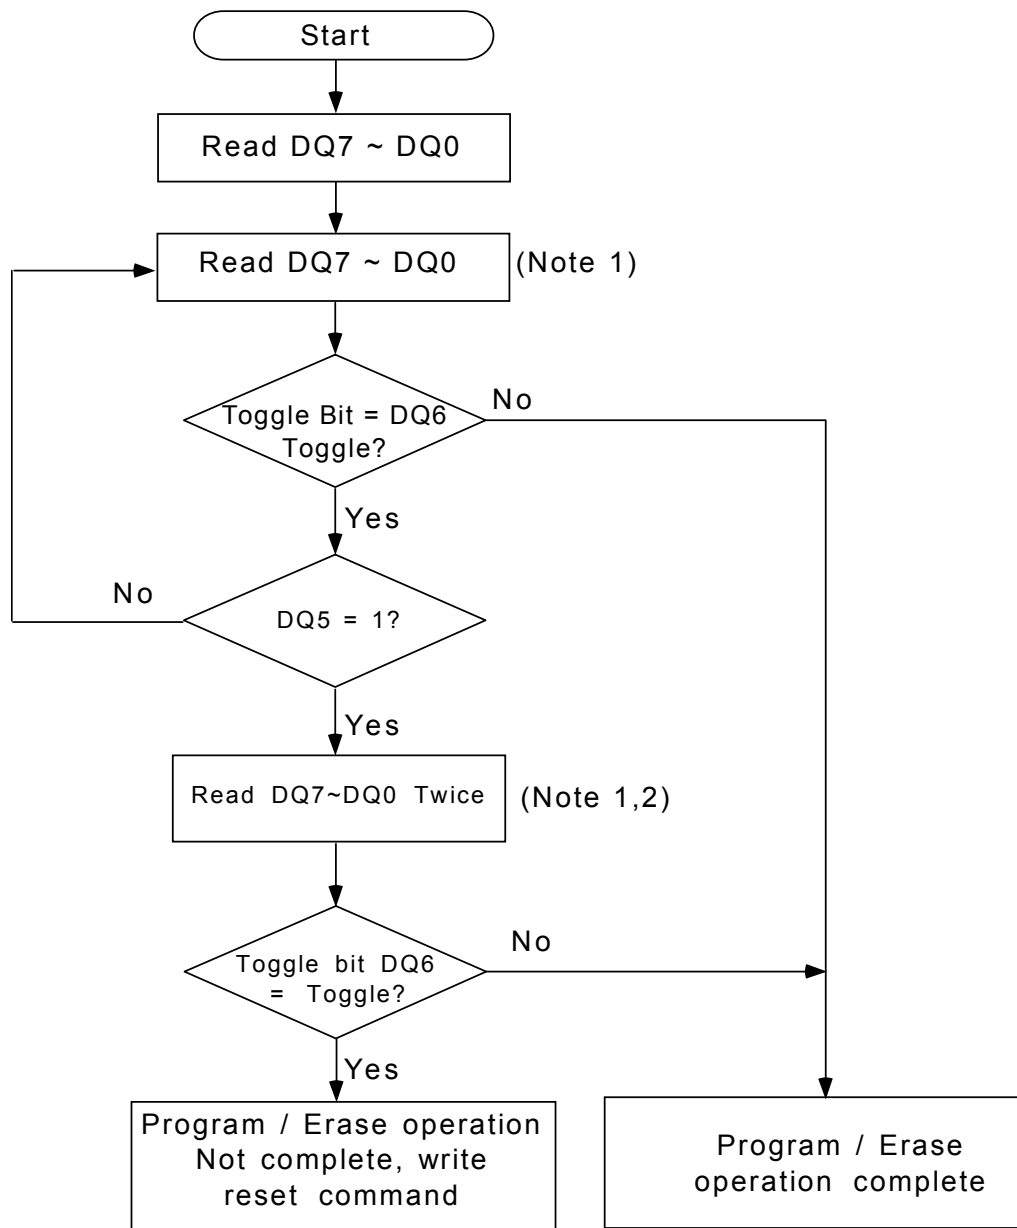 Start
Read DQ7 ~ DQ0
Read DQ7 ~ DQ0
(Note 1)
Toggle Bit = DQ6
Toggle?
No
Yes
No
DQ5 = 1?
Yes
Read DQ7~DQ0 Twice
(Note 1,2)
No
Toggle bit DQ6
= Toggle?
Yes
Program / Erase operation
Not complete, write
reset command
Program / Erase
operation complete